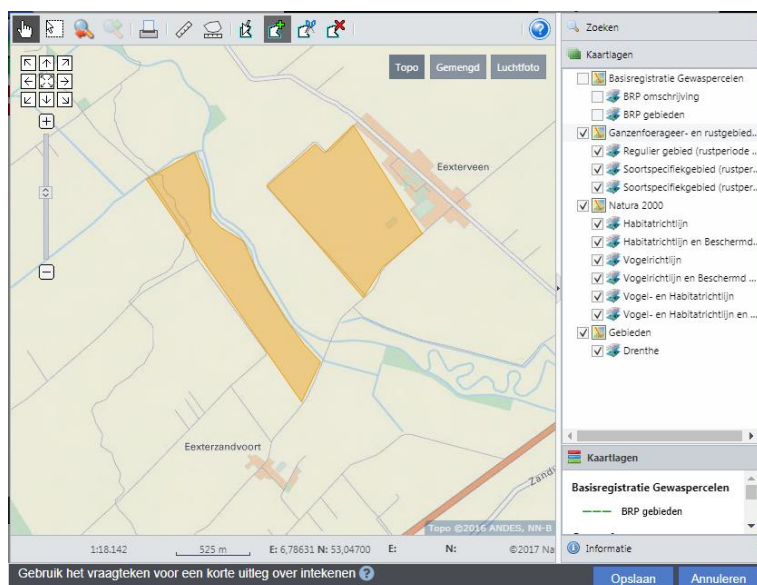 Zoeken
Kaartlagen
Topo
Gemengd
Luchtfoto
Basisregistratie Gewaspercelen
BRP omschrijving
BRP gebieden
Ganzenfoerageer- en rustgebied...
Regulier gebied (rustperiode ...
Soortspecifiekgebied (rustper...
Soortspecifiekgebied (rustper...
Natura 2000
Habitatrichtlijn
Habitatrichtlijn en Beschermd...
Vogelrichtlijn
Vogelrichtlijn en Beschermd ...
Vogel- en Habitatrichtlijn
Vogel- en Habitatrichtlijn en ...
Gebieden
Drenthe
Eexterveen
Eexterzandvoort
Zandv
Topo ©2016 ANDES, NN-B
Kaartlagen
Basisregistratie Gewaspercelen
BRP gebieden
1:18.142
525 m
E: 6,78631 N: 53,04700
E:
N:
©2017 Na
Informatie
Gebruik het vraagteken voor een korte uitleg over intekenen ?
Opslaan
Annuleren